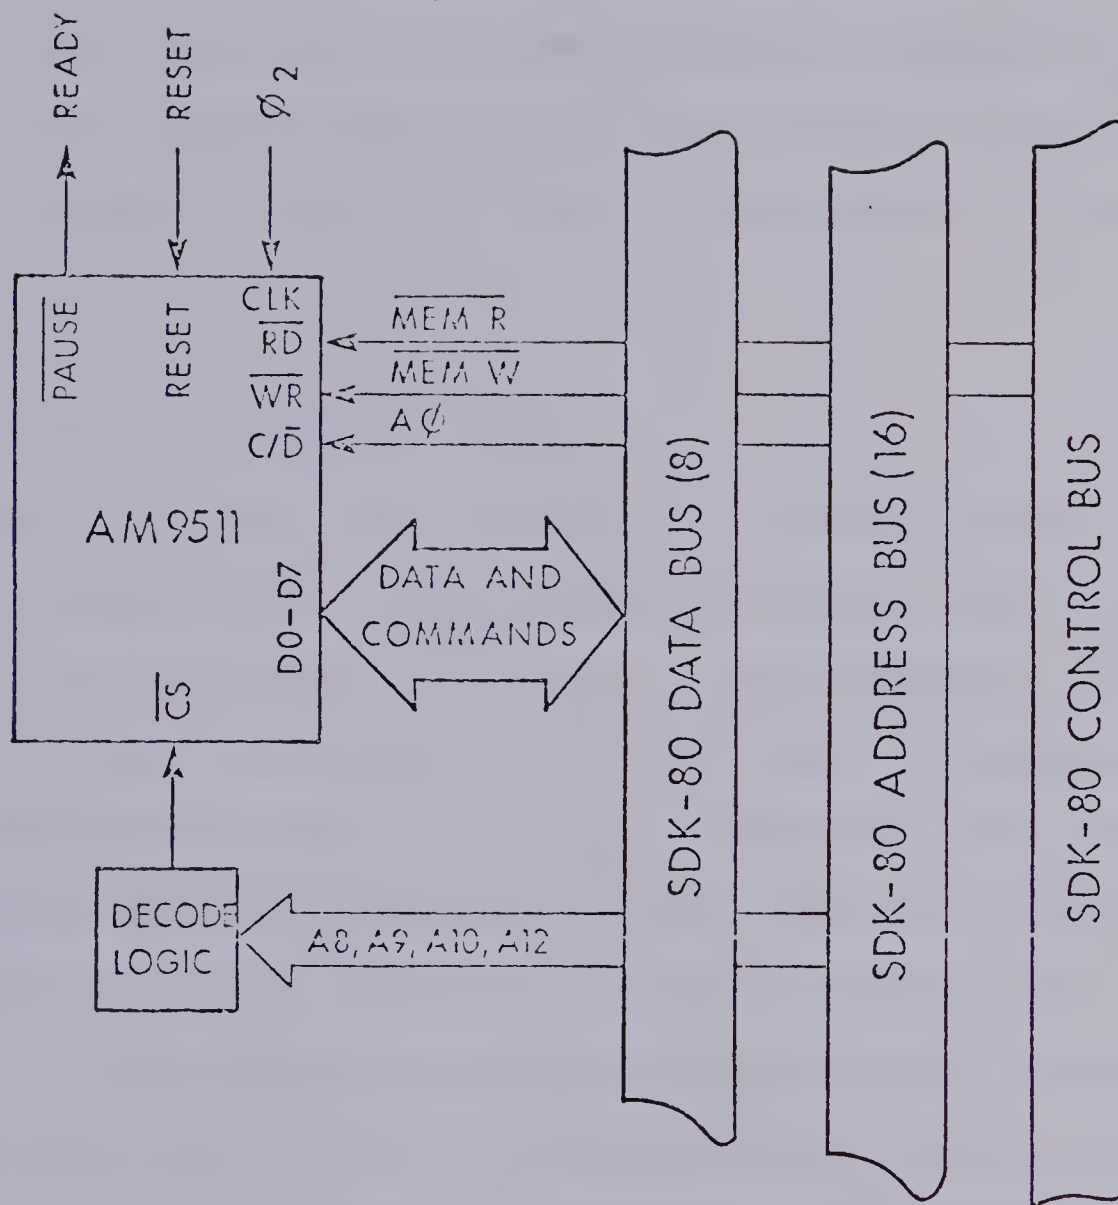 READY
RESET
Ø2
PAUSE
RESET
CLK
RD
WR
C/D
MEM R
MEM W
AØ
AM9511
D0-D7
CS
DATA AND
COMMANDS
DECODE
LOGIC
A8, A9, A10, A12
SDK-80 DATA BUS (8)
SDK-80 ADDRESS BUS (16)
SDK-80 CONTROL BUS